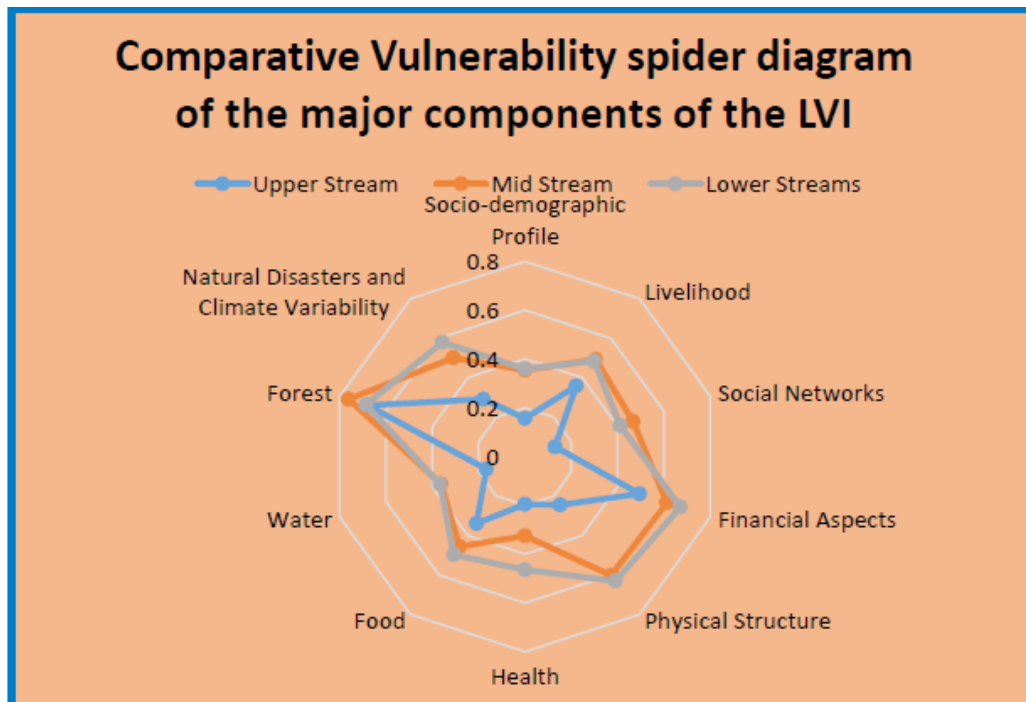 Comparative Vulnerability spider diagram
of the major components of the LVI
Upper Stream Mid Stream Lower Streams
Socio-demographic
Profile
Natural Disasters and
Climate Variability
Livelihood
Forest
Social Networks
Water
Financial Aspects
Food
Physical Structure
Health
0.8
0.6
0.4
0.2
0